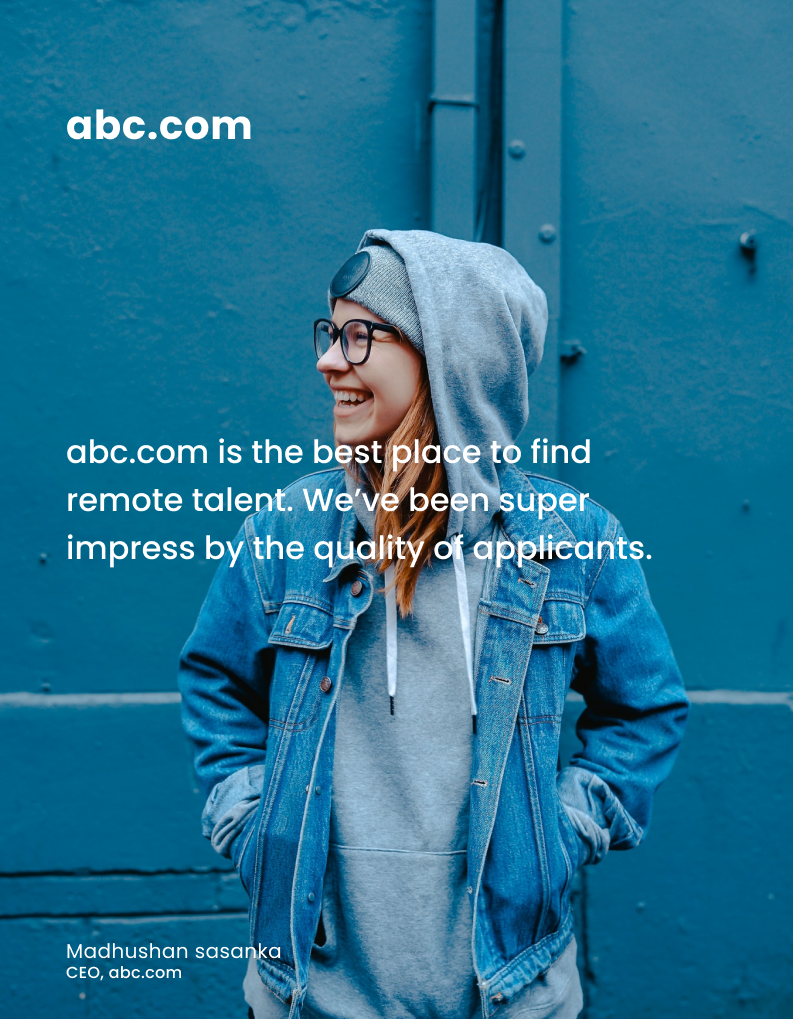 abc.com
abc.com is the best place to find
remote talent. We’ve been super
impress by the quality of applicants.
Madhushan sasanka
CEO, abc.com